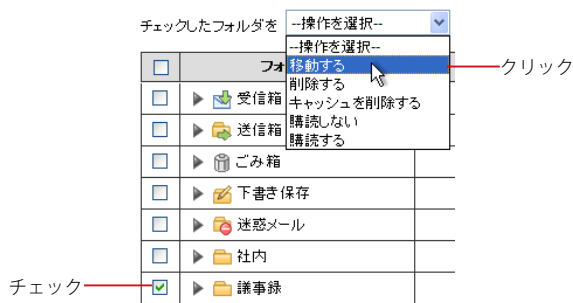 チェックしたフォルダを --操作を選択--
--操作を選択--
移動する クリック
削除する
キャッシュを削除する
購読しない
購読する
フォ
受信箱
送信箱
ごみ箱
下書き保存
迷惑メール
社内
チェック 議事録